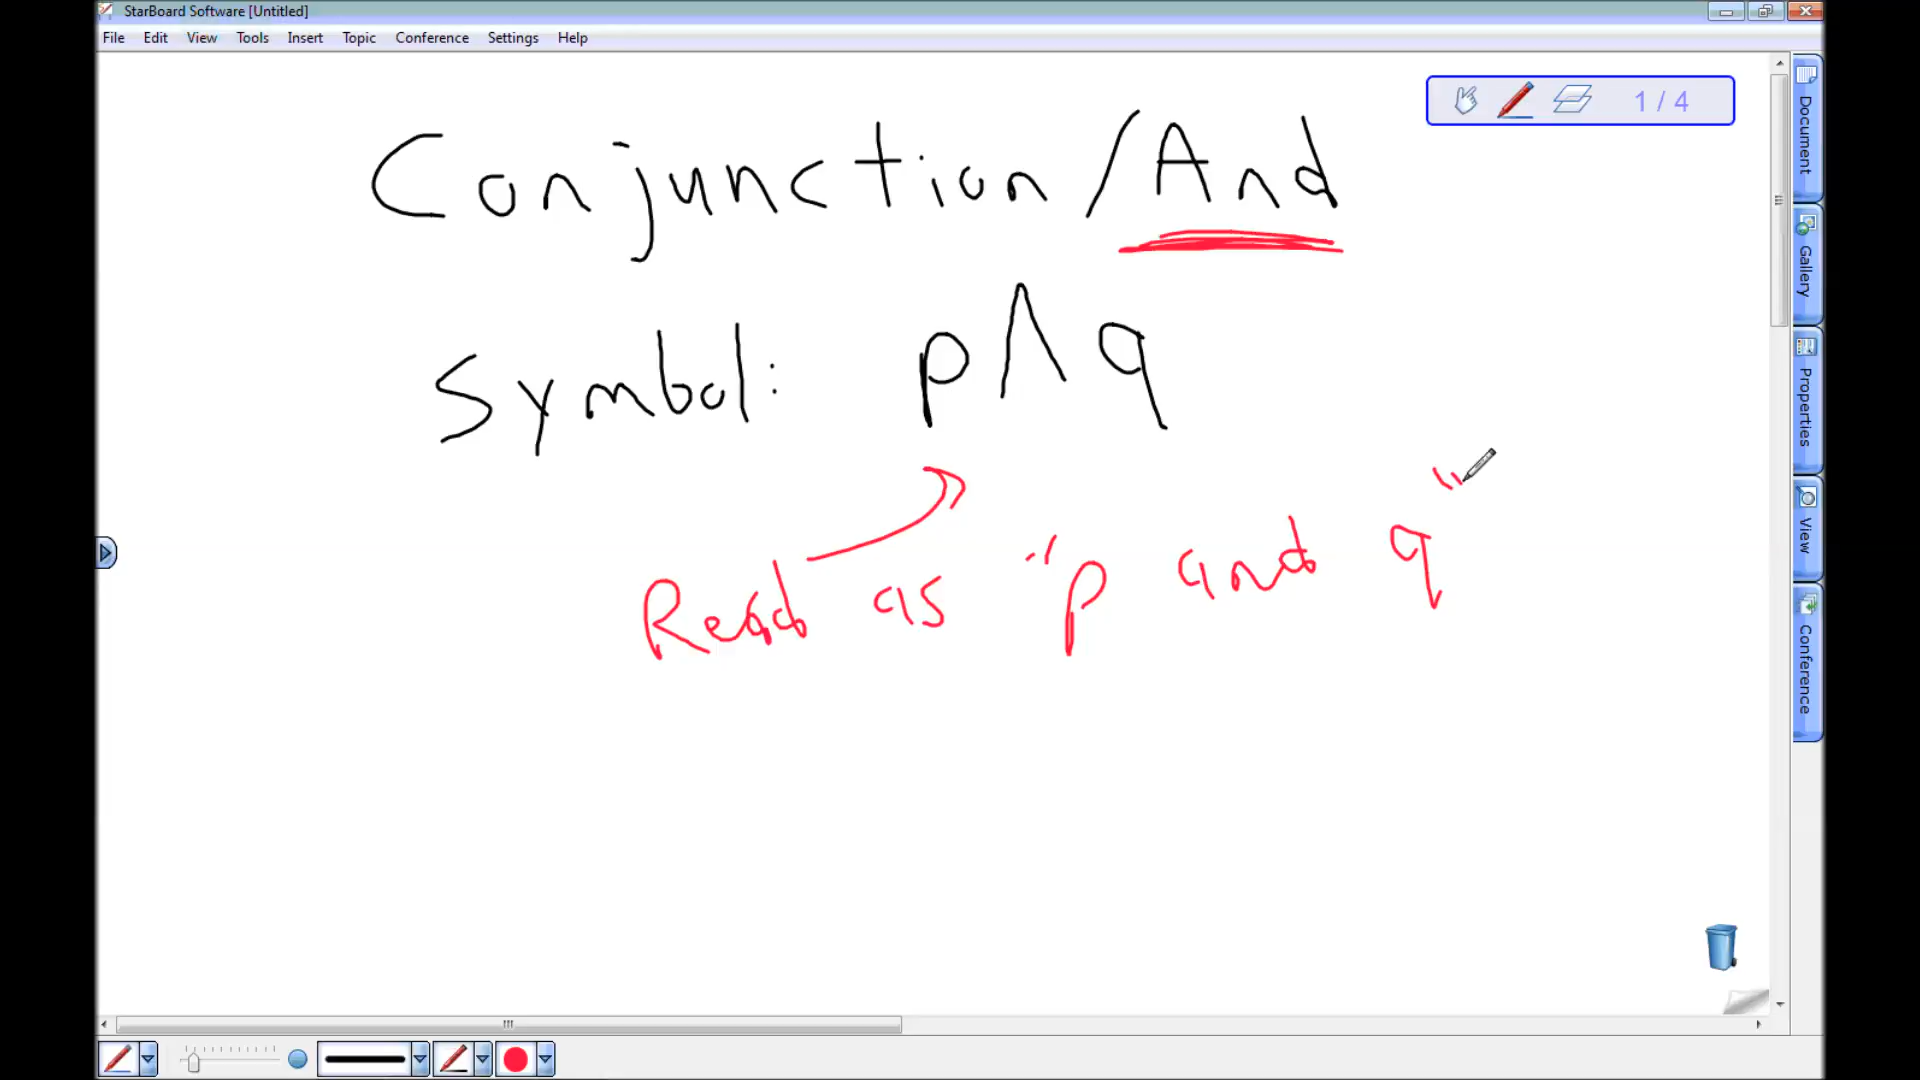 StarBoard Software [Untitled]
File Edit View Tools Insert Topic Conference Settings Help
1 / 4
Conjunction/And
Symbol: p∧q
Read as "p and q"
Document
Gallery
Properties
View
Conference